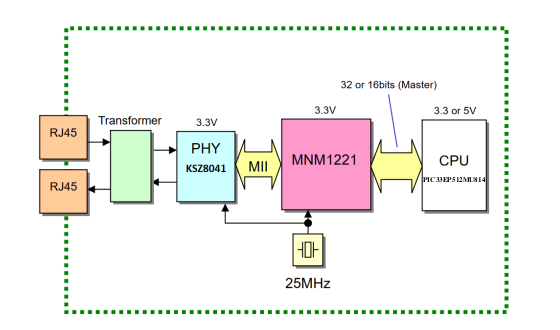 32 or 16bits (Master)
Transformer
3.3V
3.3V
3.3 or 5V
RJ45
PHY
KSZ8041
MII
MNM1221
CPU
PIC33EP512MU814
RJ45
25MHz